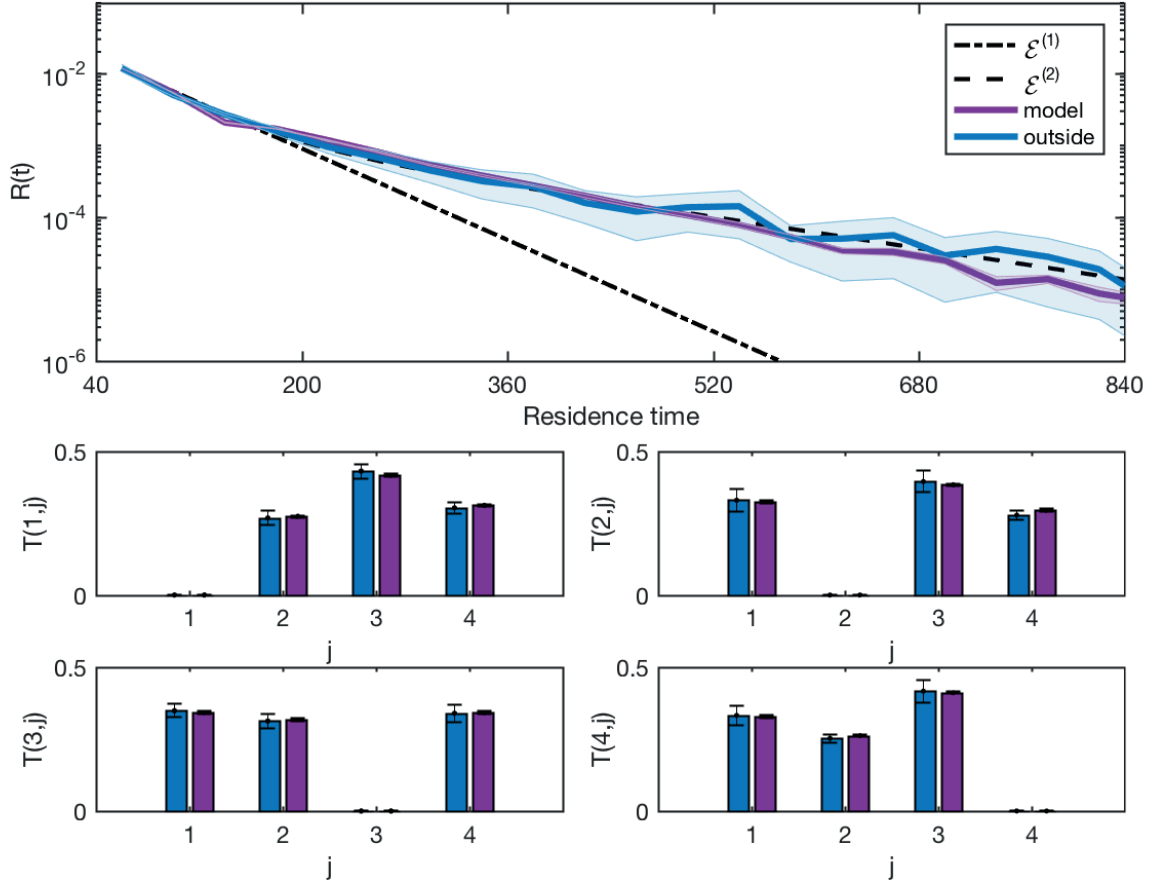 R(t)
10⁻²
10⁻⁴
10⁻⁶
40 200 360 520 680 840
Residence time
ℰ⁽¹⁾
ℰ⁽²⁾
model
outside
T(1,j)
0.5
0
1 2 3 4
j
T(2,j)
0.5
0
1 2 3 4
j
T(3,j)
0.5
0
1 2 3 4
j
T(4,j)
0.5
0
1 2 3 4
j